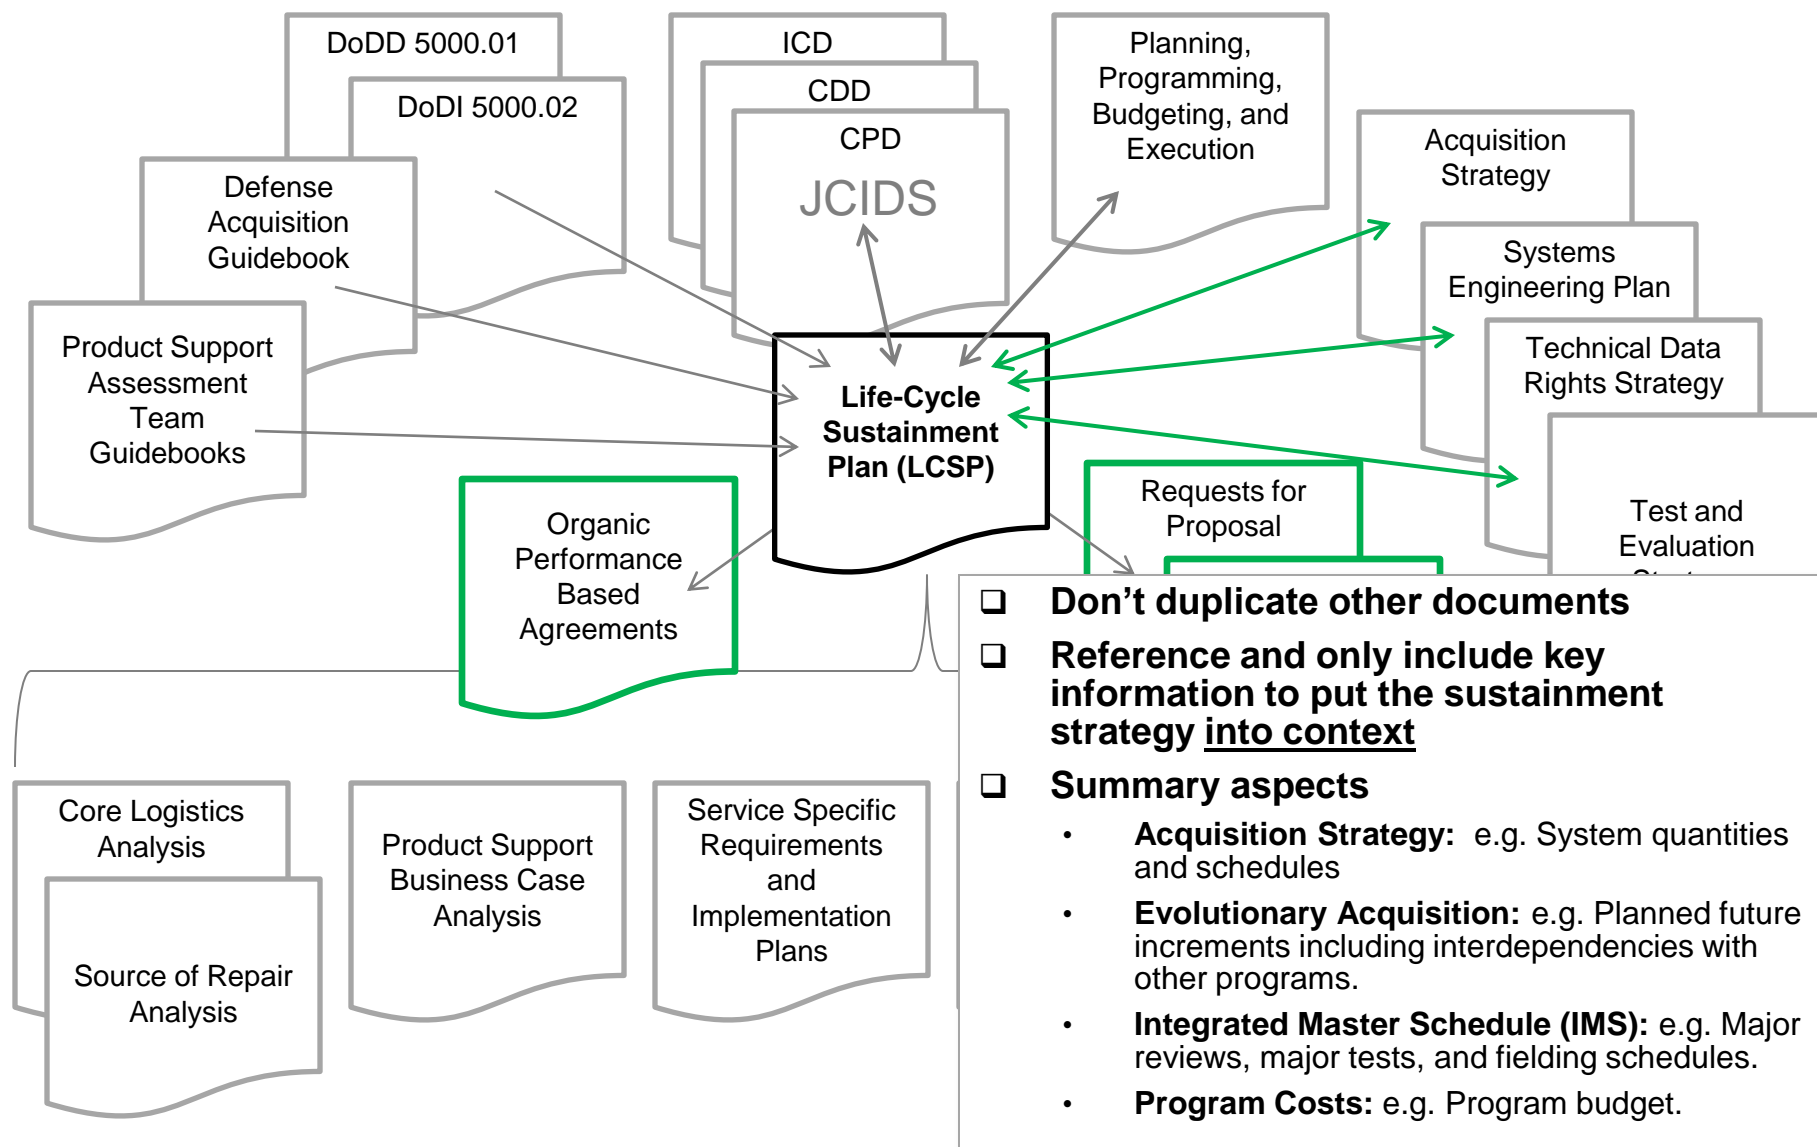 DoDD 5000.01
DoDI 5000.02
Defense
Acquisition
Guidebook
Product Support
Assessment
Team
Guidebooks
ICD
CDD
CPD
JCIDS
Planning,
Programming,
Budgeting, and
Execution
Acquisition
Strategy
Systems
Engineering Plan
Technical Data
Rights Strategy
Test and
Evaluation
Life-Cycle
Sustainment
Plan (LCSP)
Organic
Performance
Based
Agreements
Requests for
Proposal
Core Logistics
Analysis
Source of Repair
Analysis
Product Support
Business Case
Analysis
Service Specific
Requirements
and
Implementation
Plans
❑ Don’t duplicate other documents
❑ Reference and only include key
information to put the sustainment
strategy into context
❑ Summary aspects
• Acquisition Strategy: e.g. System quantities
and schedules
• Evolutionary Acquisition: e.g. Planned future
increments including interdependencies with
other programs.
• Integrated Master Schedule (IMS): e.g. Major
reviews, major tests, and fielding schedules.
• Program Costs: e.g. Program budget.